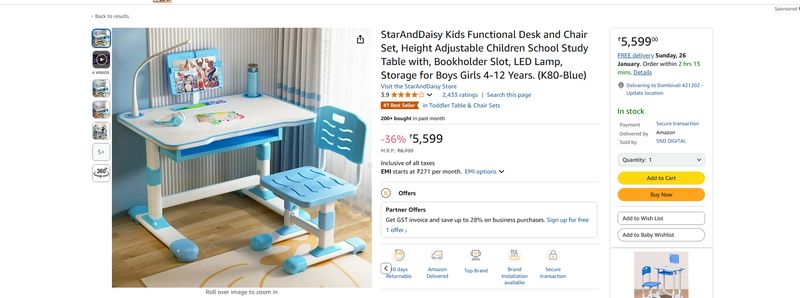 Sponsored
< Back to results
4 VIDEOS
5+
360°
Roll over image to zoom in
StarAndDaisy Kids Functional Desk and Chair
Set, Height Adjustable Children School Study
Table with, Bookholder Slot, LED Lamp,
Storage for Boys Girls 4-12 Years. (K80-Blue)
Visit the StarAndDaisy Store
3.9
2,433 ratings | Search this page
#1 Best Seller in Toddler Table & Chair Sets
200+ bought in past month
-36% ₹5,599
M.R.P.: ₹8,799
Inclusive of all taxes
EMI starts at ₹271 per month. EMI options
Offers
Partner Offers
Get GST invoice and save up to 28% on business purchases. Sign up for free
1 offer ›
10 days
Returnable
Amazon
Delivered
Top Brand
Brand
Installation
available
Secure
transaction
₹5,599.00
FREE delivery Sunday, 26
January. Order within 2 hrs 13
mins. Details
Delivering to Dombivali 421202 -
Update location
In stock
Payment Secure transaction
Delivered by Amazon
Sold by SND DIGITAL
Quantity: 1
Add to Cart
Buy Now
Add to Wish List
Add to Baby Wishlist